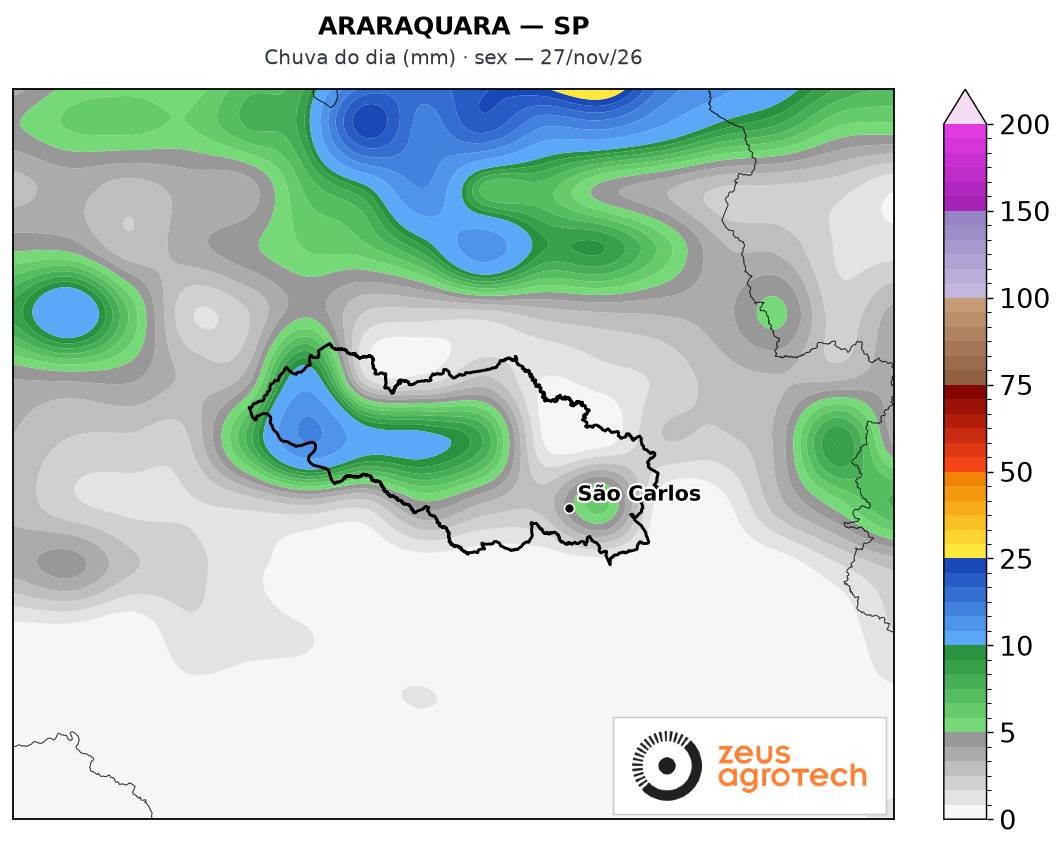 ARARAQUARA — SP
Chuva do dia (mm) · sex — 27/nov/26
200
150
100
75
50
25
10
5
0
São Carlos
zeus
agrotech